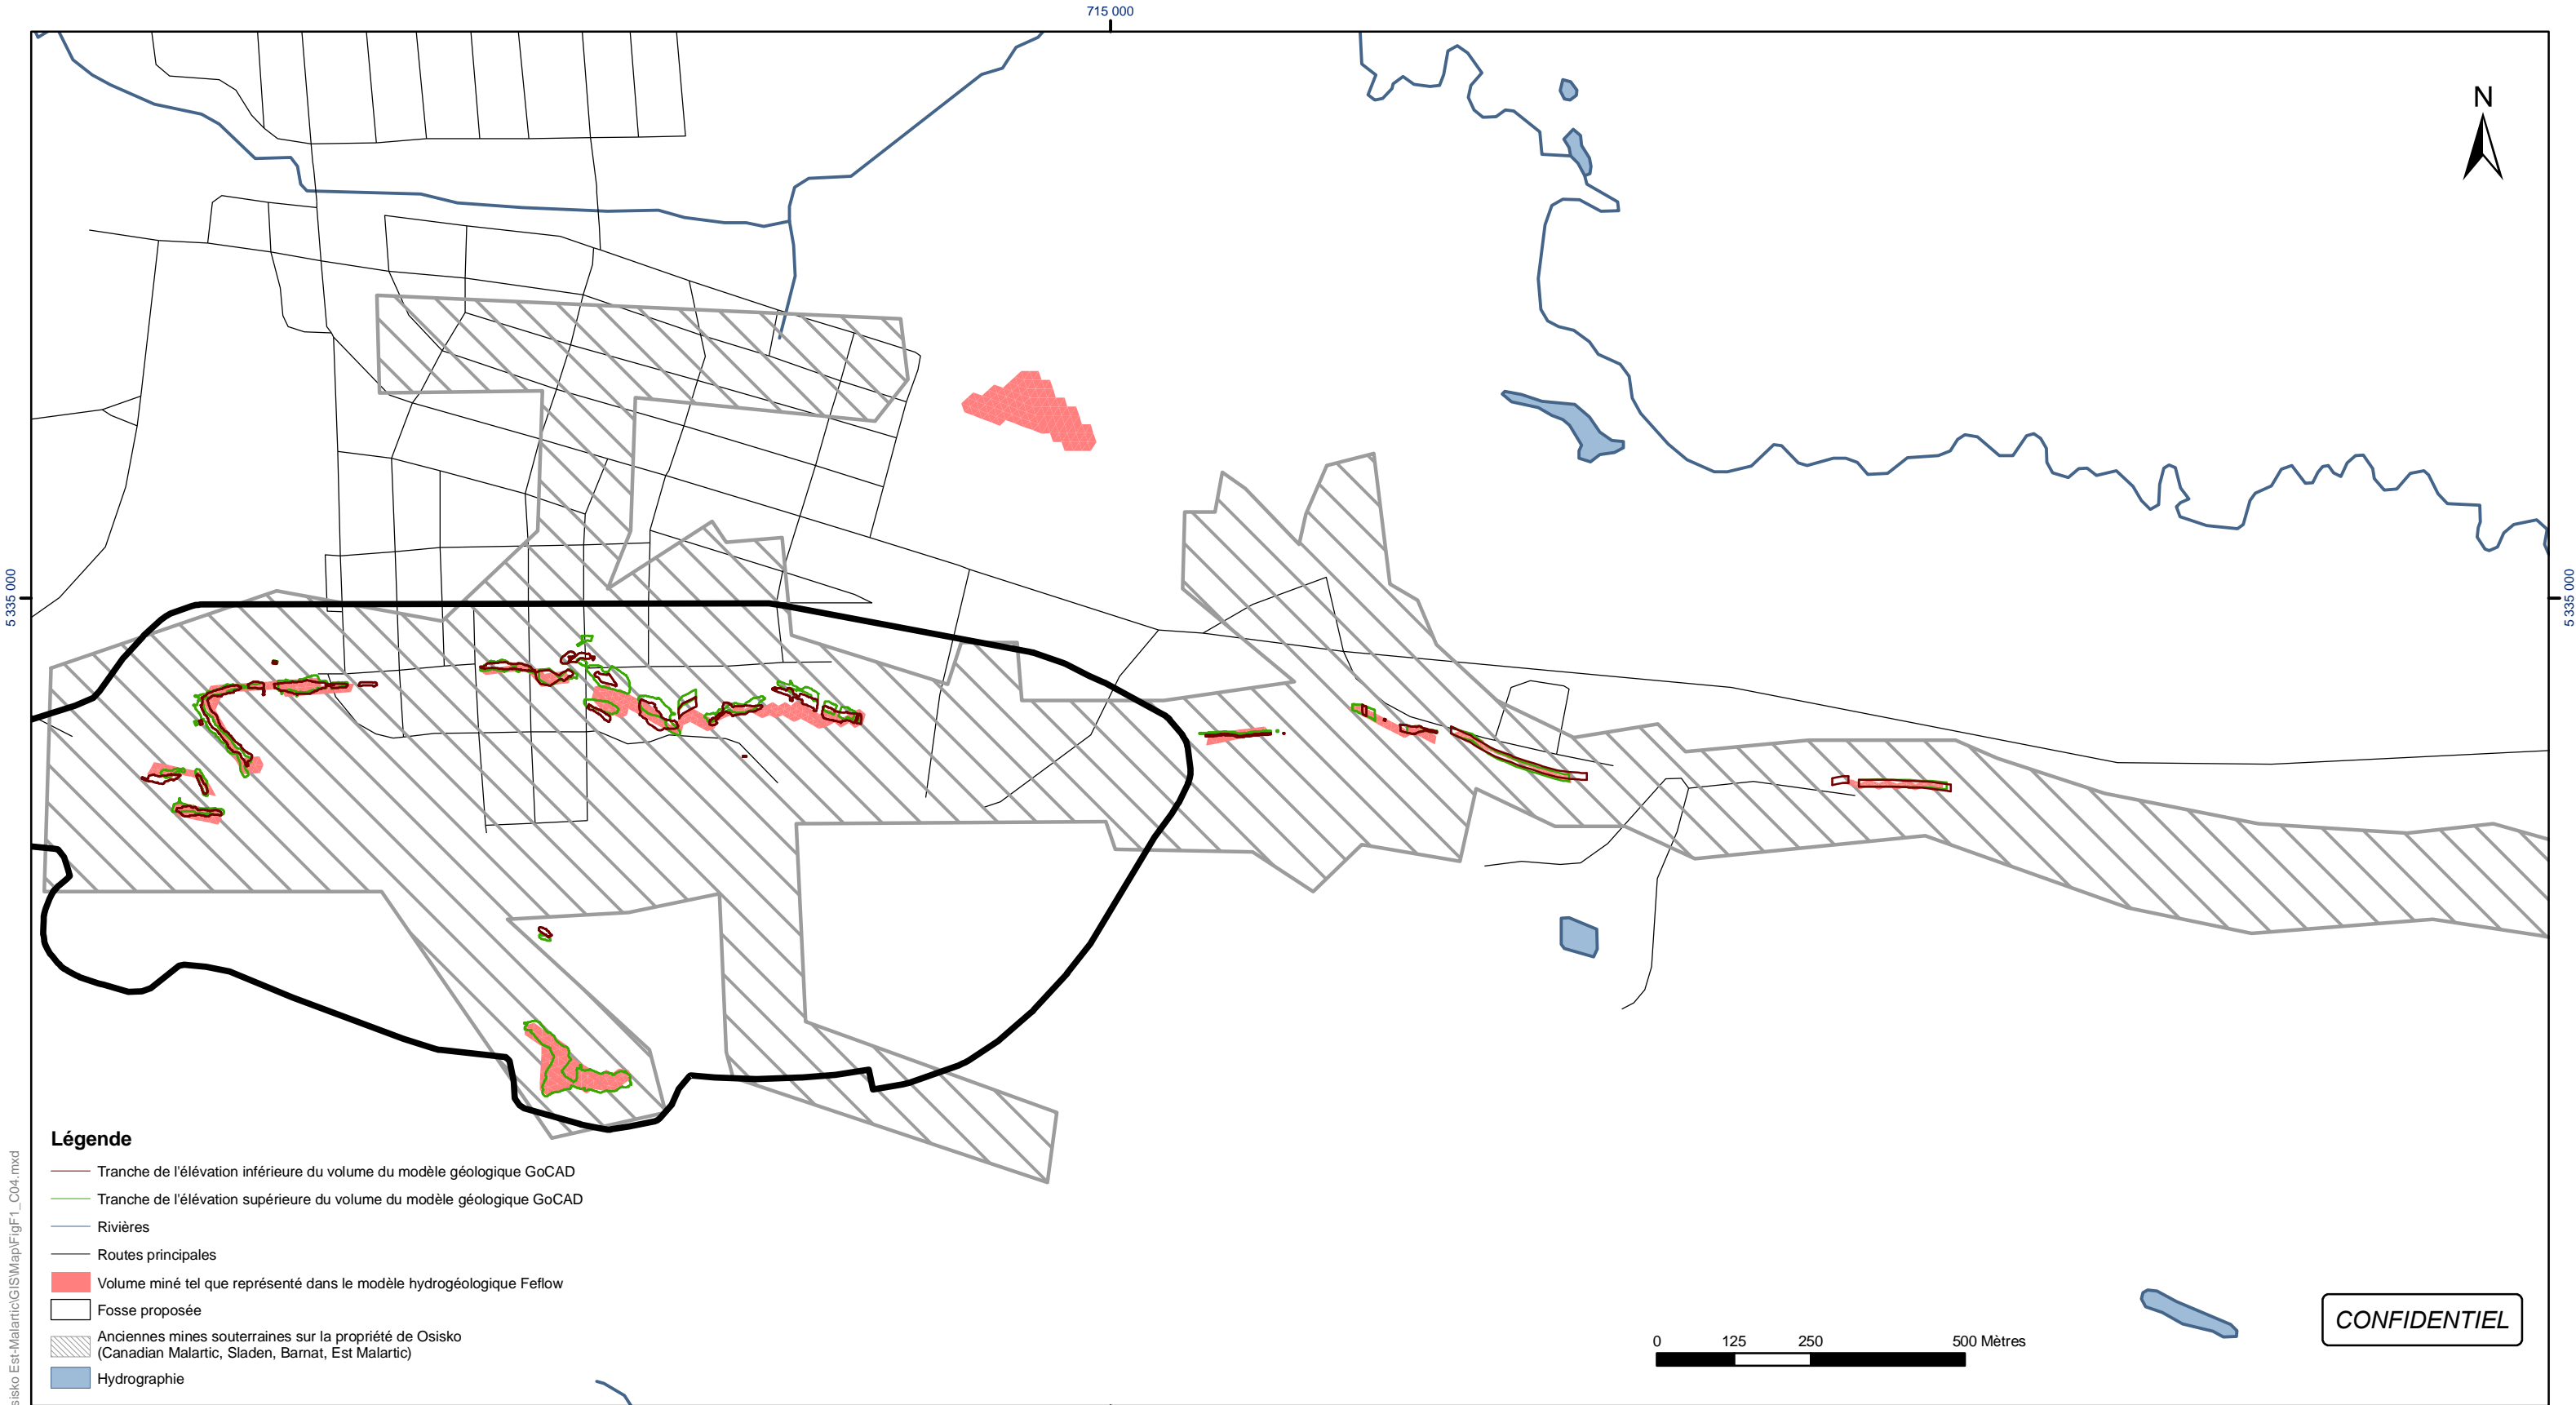 715 000
N
5 335 000
5 335 000
Légende
Tranche de l'élévation inférieure du volume du modèle géologique GoCAD
Tranche de l'élévation supérieure du volume du modèle géologique GoCAD
Rivières
Routes principales
Volume miné tel que représenté dans le modèle hydrogéologique Feflow
Fosse proposée
Anciennes mines souterraines sur la propriété de Osisko
(Canadian Malartic, Sladen, Barnat, Est Malartic)
Hydrographie
0 125 250 500 Mètres
CONFIDENTIEL
sisko Est-Malartic\GIS\Map\FigF1_C04.mxd